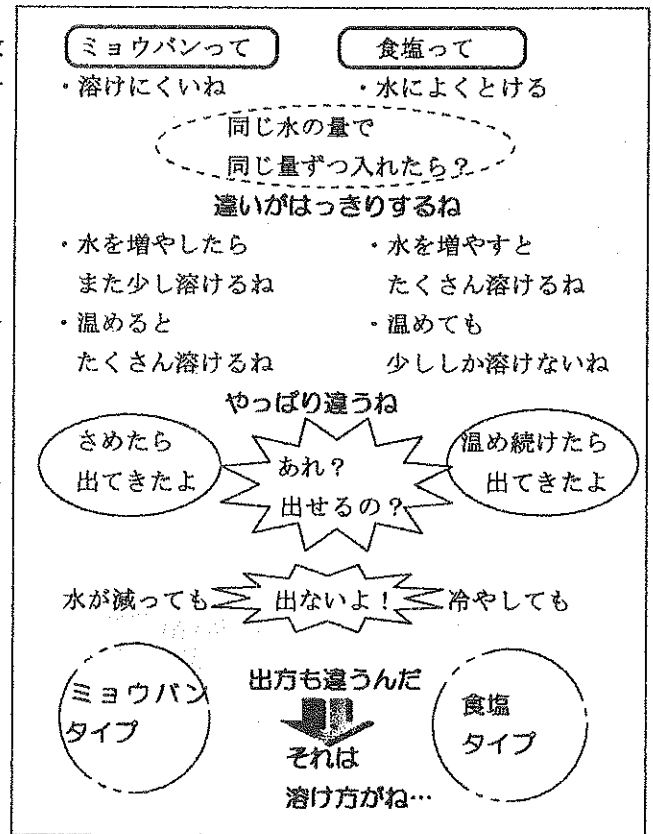 ミョウバンって
食塩って
・溶けにくいね
・水によくとける
同じ水の量で
同じ量ずつ入れたら？
違いがはっきりするね
・水を増やしたら
また少し溶けるね
・水を増やすと
たくさん溶けるね
・温めると
たくさん溶けるね
・温めても
少ししか溶けないね
やっぱり違うね
さめたら
出てきたよ
あれ？
出せるの？
温め続けたら
出てきたよ
水が減っても
出ないよ！
冷やしても
ミョウバン
タイプ
出方も違うんだ
食塩
タイプ
それは
溶け方がね…